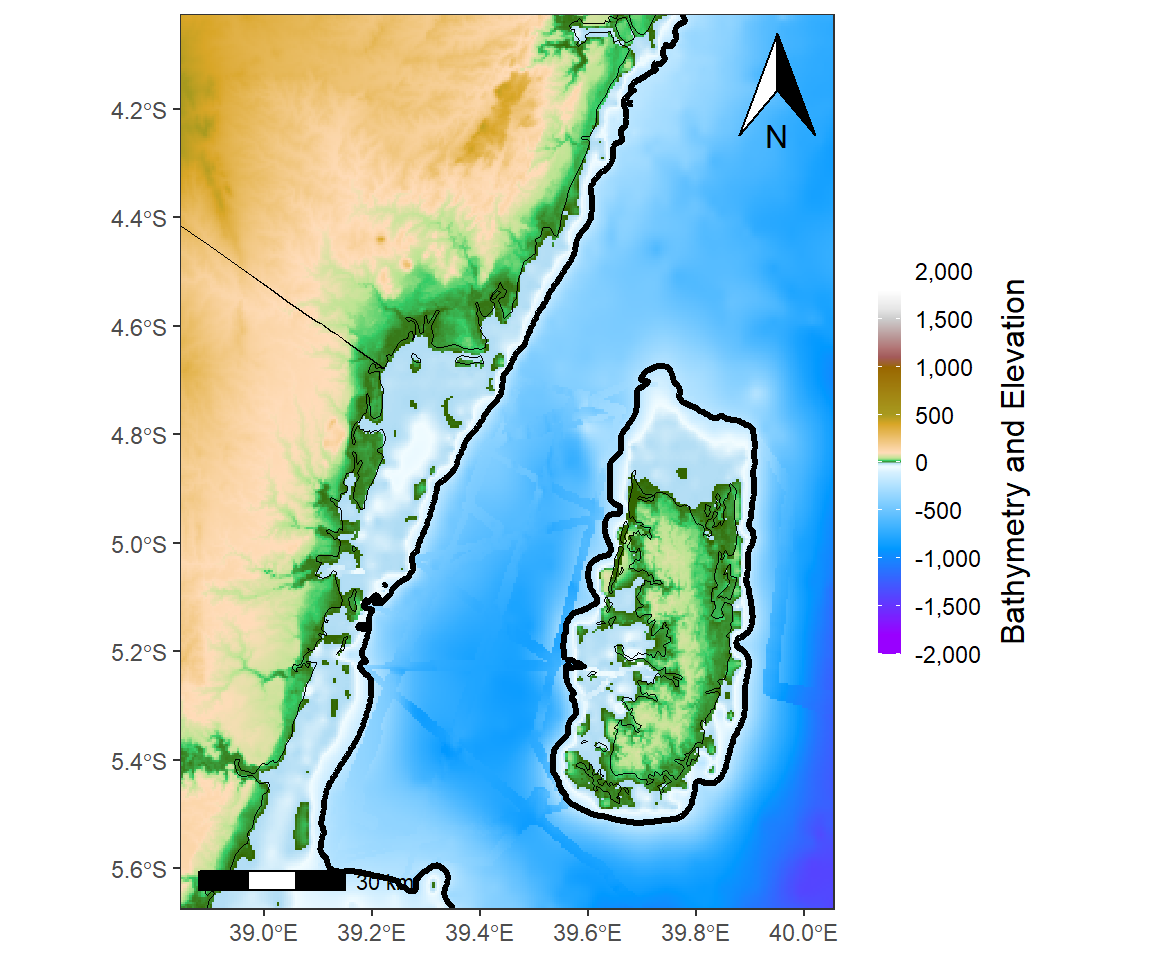 4.2°S
4.4°S
4.6°S
4.8°S
5.0°S
5.2°S
5.4°S
5.6°S
N
30 km
39.0°E 39.2°E 39.4°E 39.6°E 39.8°E 40.0°E
2,000
1,500
1,000
500
0
-500
-1,000
-1,500
-2,000
Bathymetry and Elevation